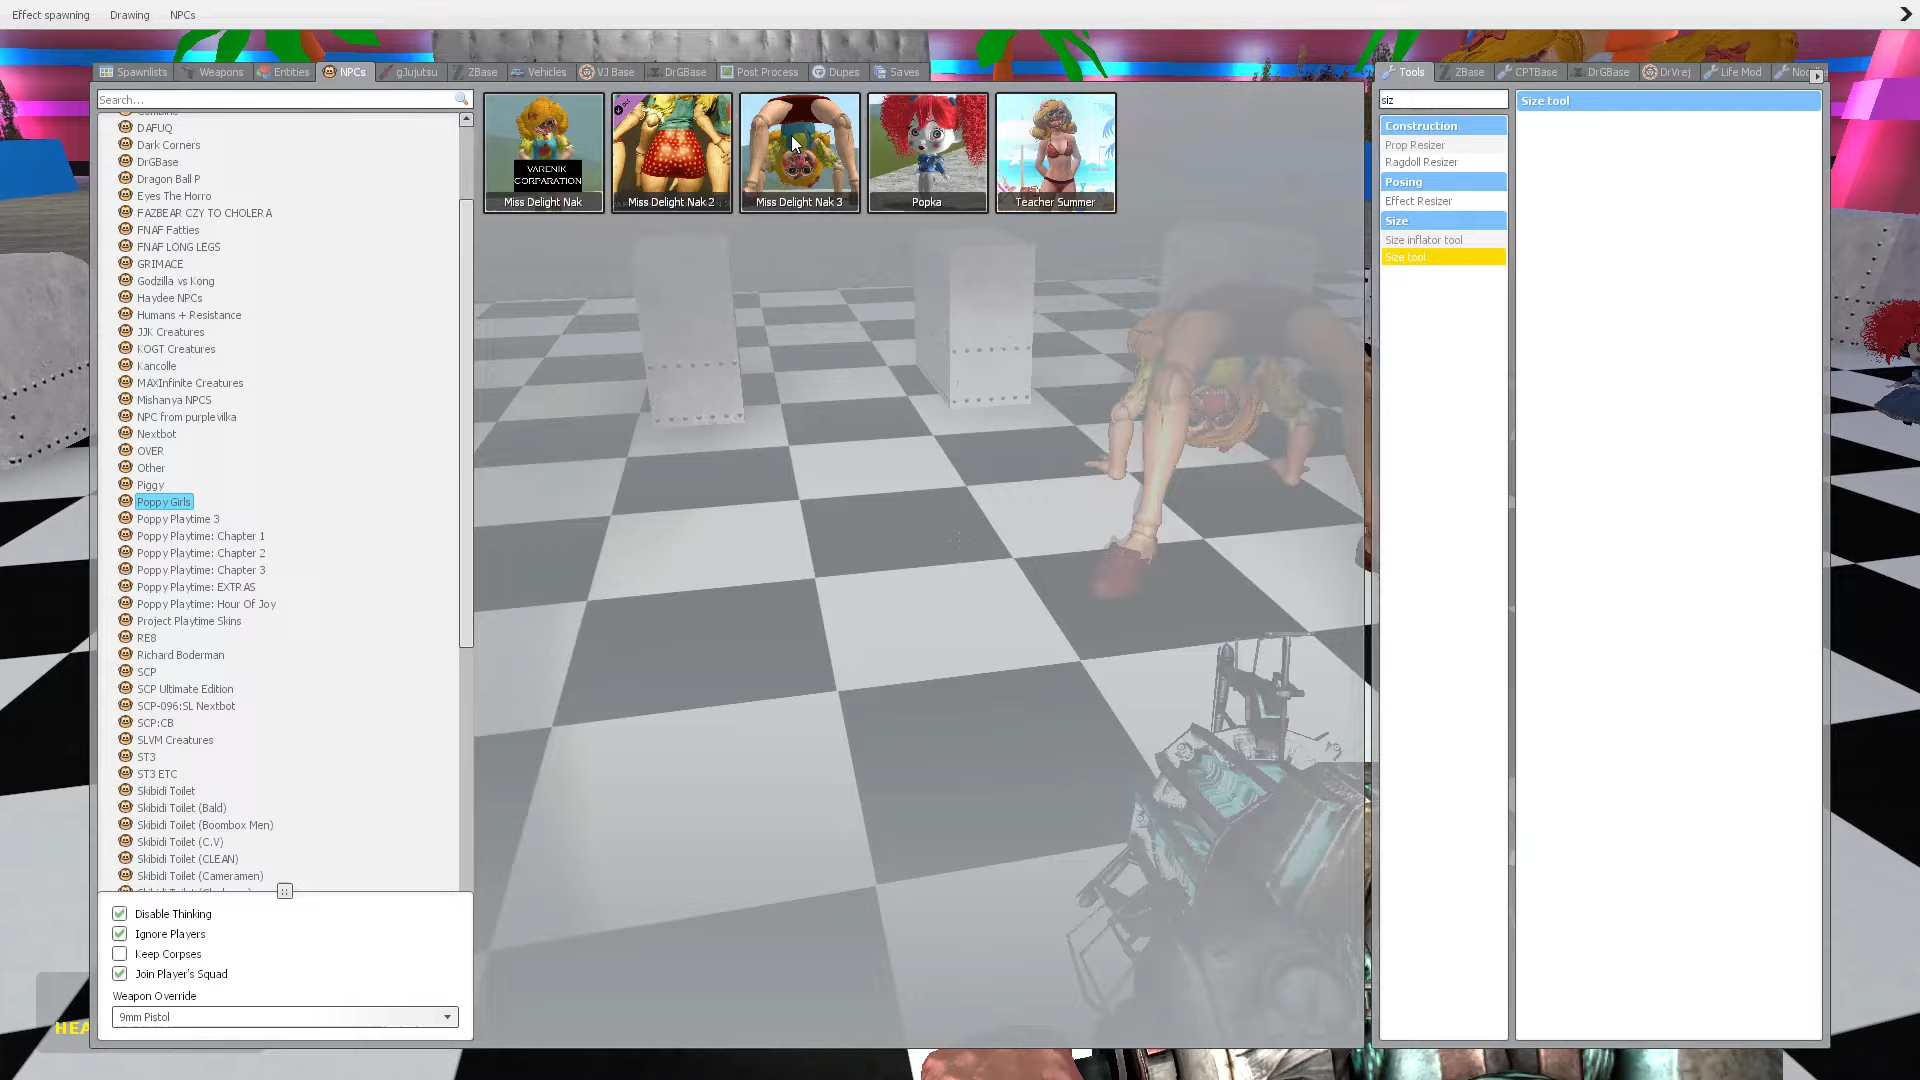 Effect spawning Drawing NPCs
Spawnlists Weapons Entities NPCs gJujutsu ZBase Vehicles VJ Base DrGBase Post Process Dupes Saves
Tools ZBase CPTBase DrGBase DrVrej Life Mod
Search...
DAFUQ
Dark Corners
DrGBase
Dragon Ball P
Eyes The Horro
FAZBEAR CZY TO CHOLERA
FNAF Fatties
FNAF LONG LEGS
GRIMACE
Godzilla vs Kong
Haydee NPCs
Humans + Resistance
JJK Creatures
KOGT Creatures
Kancolle
MAXInfinite Creatures
Mishanya NPCS
NPC from purplevilka
Nextbot
OVER
Other
Piggy
Poppy Girls
Poppy Playtime 3
Poppy Playtime: Chapter 1
Poppy Playtime: Chapter 2
Poppy Playtime: Chapter 3
Poppy Playtime: EXTRAS
Poppy Playtime: Hour Of Joy
Project Playtime Skins
RE8
Richard Boderman
SCP
SCP Ultimate Edition
SCP-096:SL Nextbot
SCP:CB
SLVM Creatures
ST3
ST3 ETC
Skibidi Toilet
Skibidi Toilet (Bald)
Skibidi Toilet (Boombox Men)
Skibidi Toilet (C.V)
Skibidi Toilet (CLEAN)
Skibidi Toilet (Cameramen)
Disable Thinking
Ignore Players
Keep Corpses
Join Player's Squad
Weapon Override
9mm Pistol
VARENIK
CORPARATION
Miss Delight Nak
Miss Delight Nak 2
Miss Delight Nak 3
Popka
Teacher Summer
siz
Construction
Prop Resizer
Ragdoll Resizer
Posing
Effect Resizer
Size
Size inflator tool
Size tool
Size tool